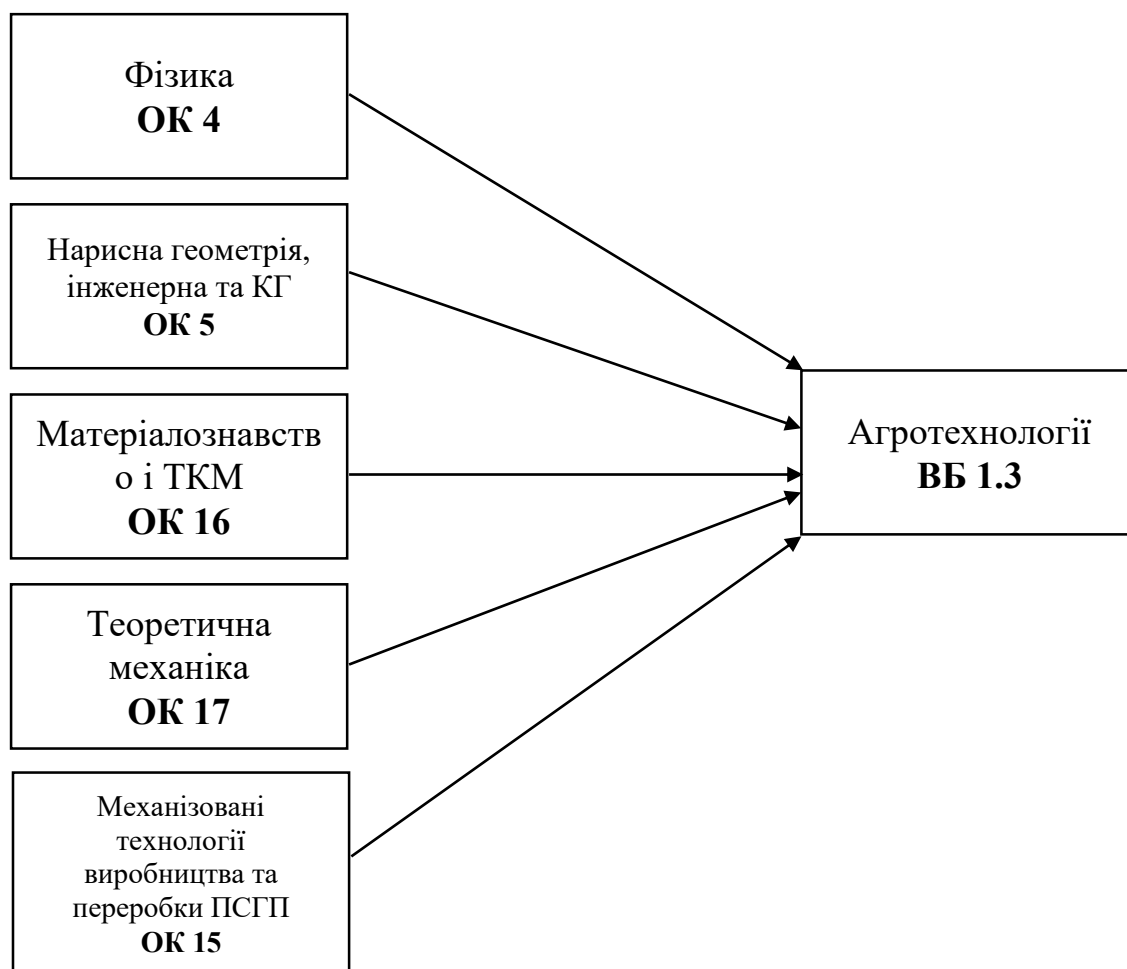 Фізика
ОК 4
Нарисна геометрія,
інженерна та КГ
ОК 5
Матеріалознавств
о і ТКМ
ОК 16
Теоретична
механіка
ОК 17
Механізовані
технології
виробництва та
переробки ПСГП
ОК 15
Агротехнології
ВБ 1.3